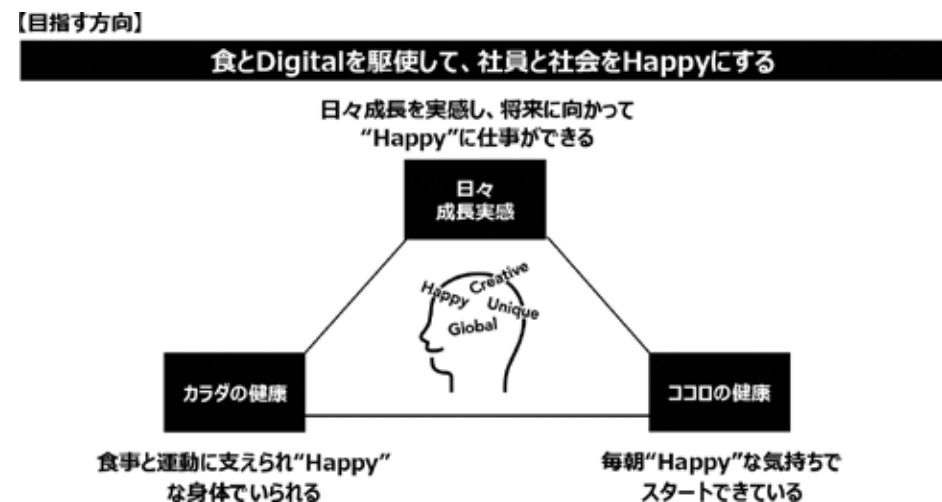 【目指す方向】
食とDigitalを駆使して、社員と社会をHappyにする
日々成長を実感し、将来に向かって
“Happy”に仕事ができる
日々
成長実感
Happy
Creative
Unique
Global
カラダの健康
ココロの健康
食事と運動に支えられ“Happy”
な身体でいられる
毎朝“Happy”な気持ちで
スタートできている